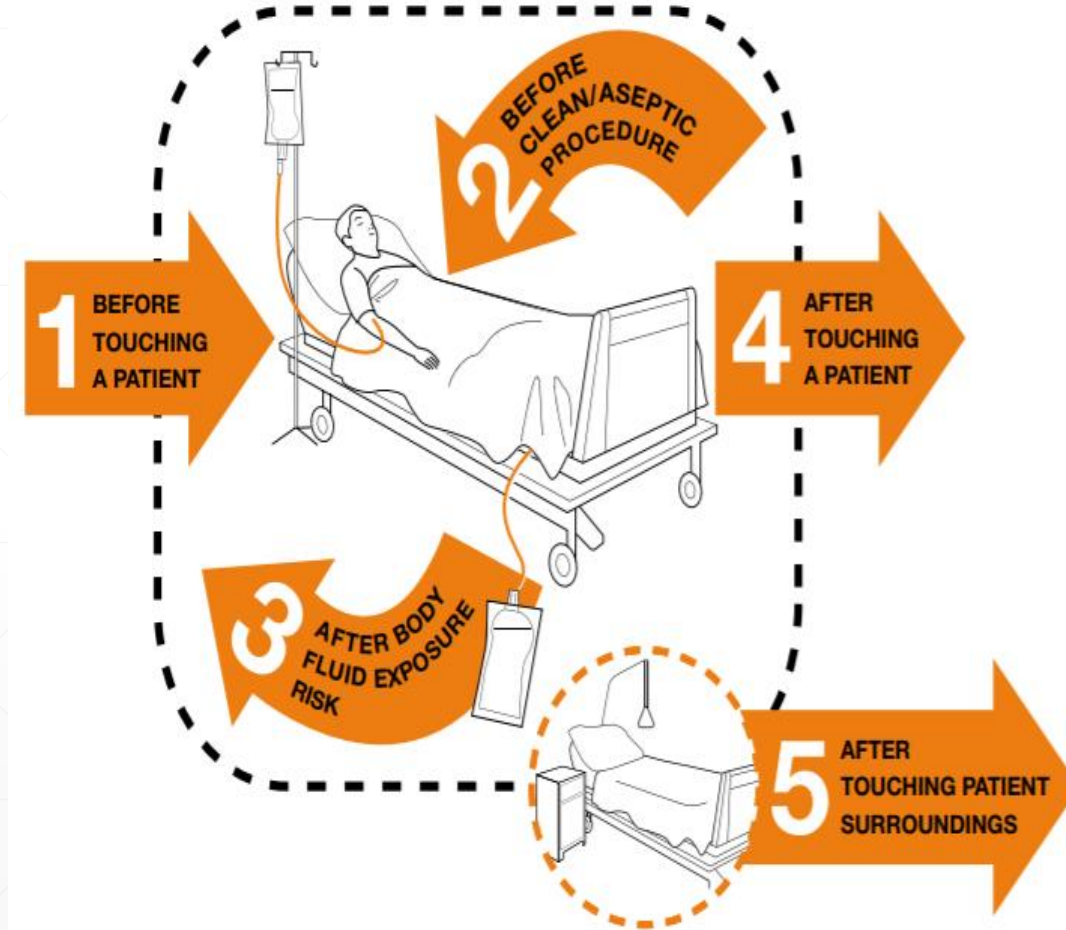 1 BEFORE
TOUCHING
A PATIENT
2 BEFORE
CLEAN/ASEPTIC
PROCEDURE
3 AFTER BODY
FLUID EXPOSURE
RISK
4 AFTER
TOUCHING
A PATIENT
5 AFTER
TOUCHING PATIENT
SURROUNDINGS